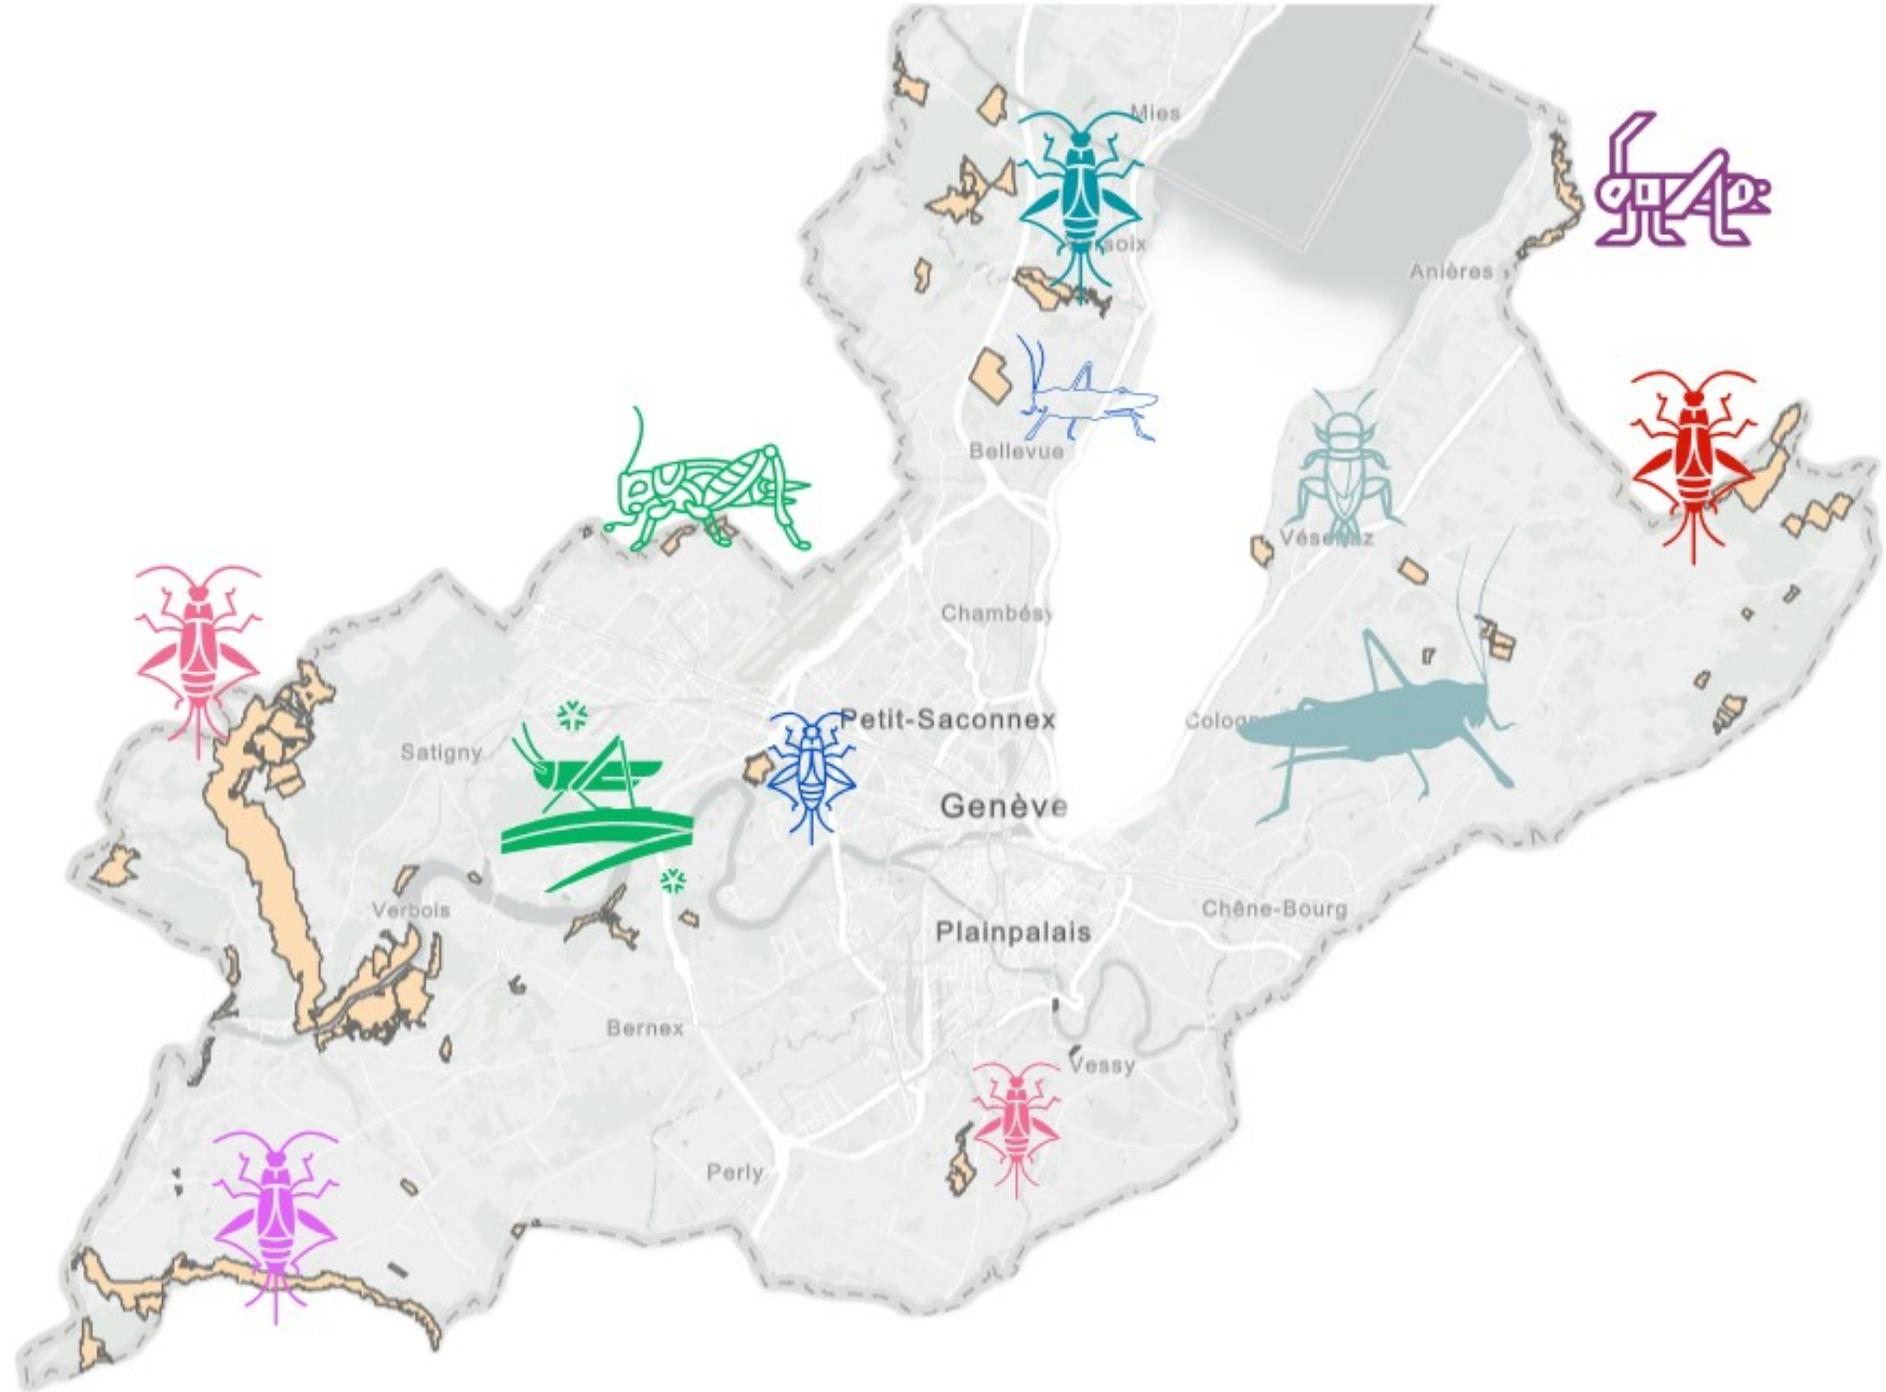 Mies
Anières
Bellevue
Chambésy
Petit-Saconnex
Satigny
Genève
Verbois
Chêne-Bourg
Plainpalais
Bernex
Vessy
Perly